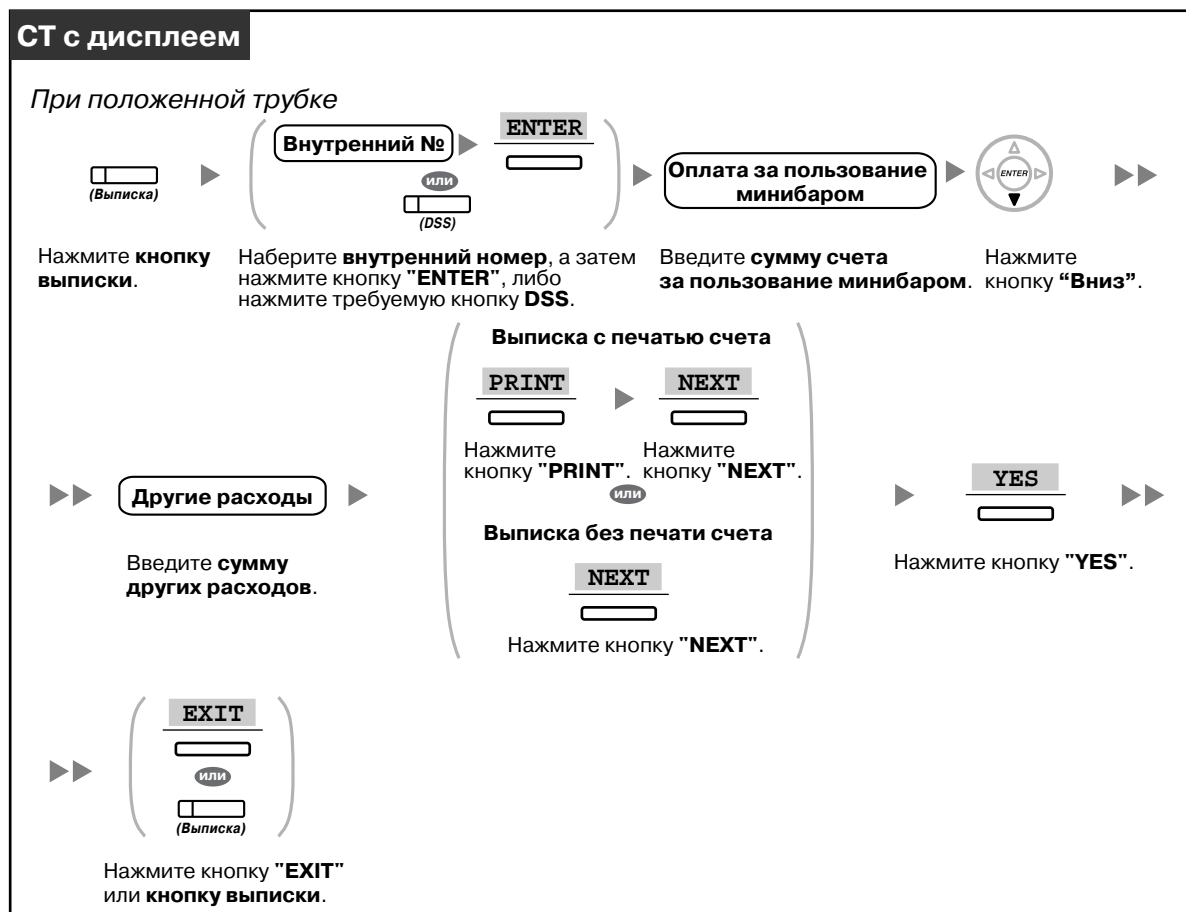 СТ с дисплеем
При положенной трубке
Внутренний №
ENTER
или
(DSS)
(Выписка)
Оплата за пользование
минибаром
ENTER
Нажмите кнопку
выписки.
Наберите внутренний номер, а затем
нажмите кнопку "ENTER", либо
нажмите требуемую кнопку DSS.
Введите сумму счета
за пользование минибаром.
Нажмите
кнопку “Вниз”.
Другие расходы
Введите сумму
других расходов.
Выписка с печатью счета
PRINT
NEXT
Нажмите
кнопку "PRINT".
Нажмите
кнопку "NEXT".
или
Выписка без печати счета
NEXT
Нажмите кнопку "NEXT".
YES
Нажмите кнопку "YES".
EXIT
или
(Выписка)
Нажмите кнопку "EXIT"
или кнопку выписки.